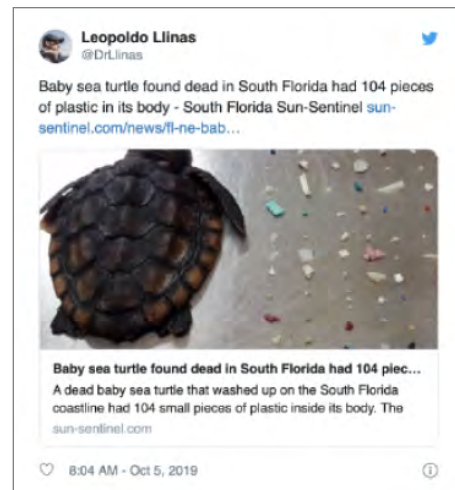 Leopoldo Llinas
@DrLlinas
Baby sea turtle found dead in South Florida had 104 pieces
of plastic in its body - South Florida Sun-Sentinel sun-
sentinel.com/news/fl-ne-bab…
Baby sea turtle found dead in South Florida had 104 piec...
A dead baby sea turtle that washed up on the South Florida
coastline had 104 small pieces of plastic inside its body. The
sun-sentinel.com
8:04 AM - Oct 5, 2019